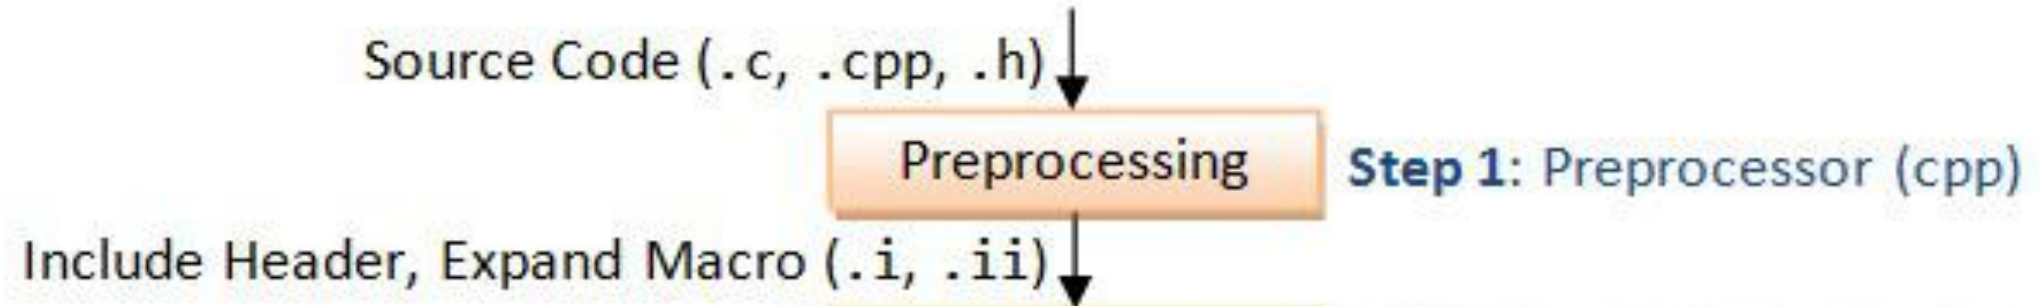 Source Code (.c, .cpp, .h)
Preprocessing
Step 1: Preprocessor (cpp)
Include Header, Expand Macro (.i, .ii)